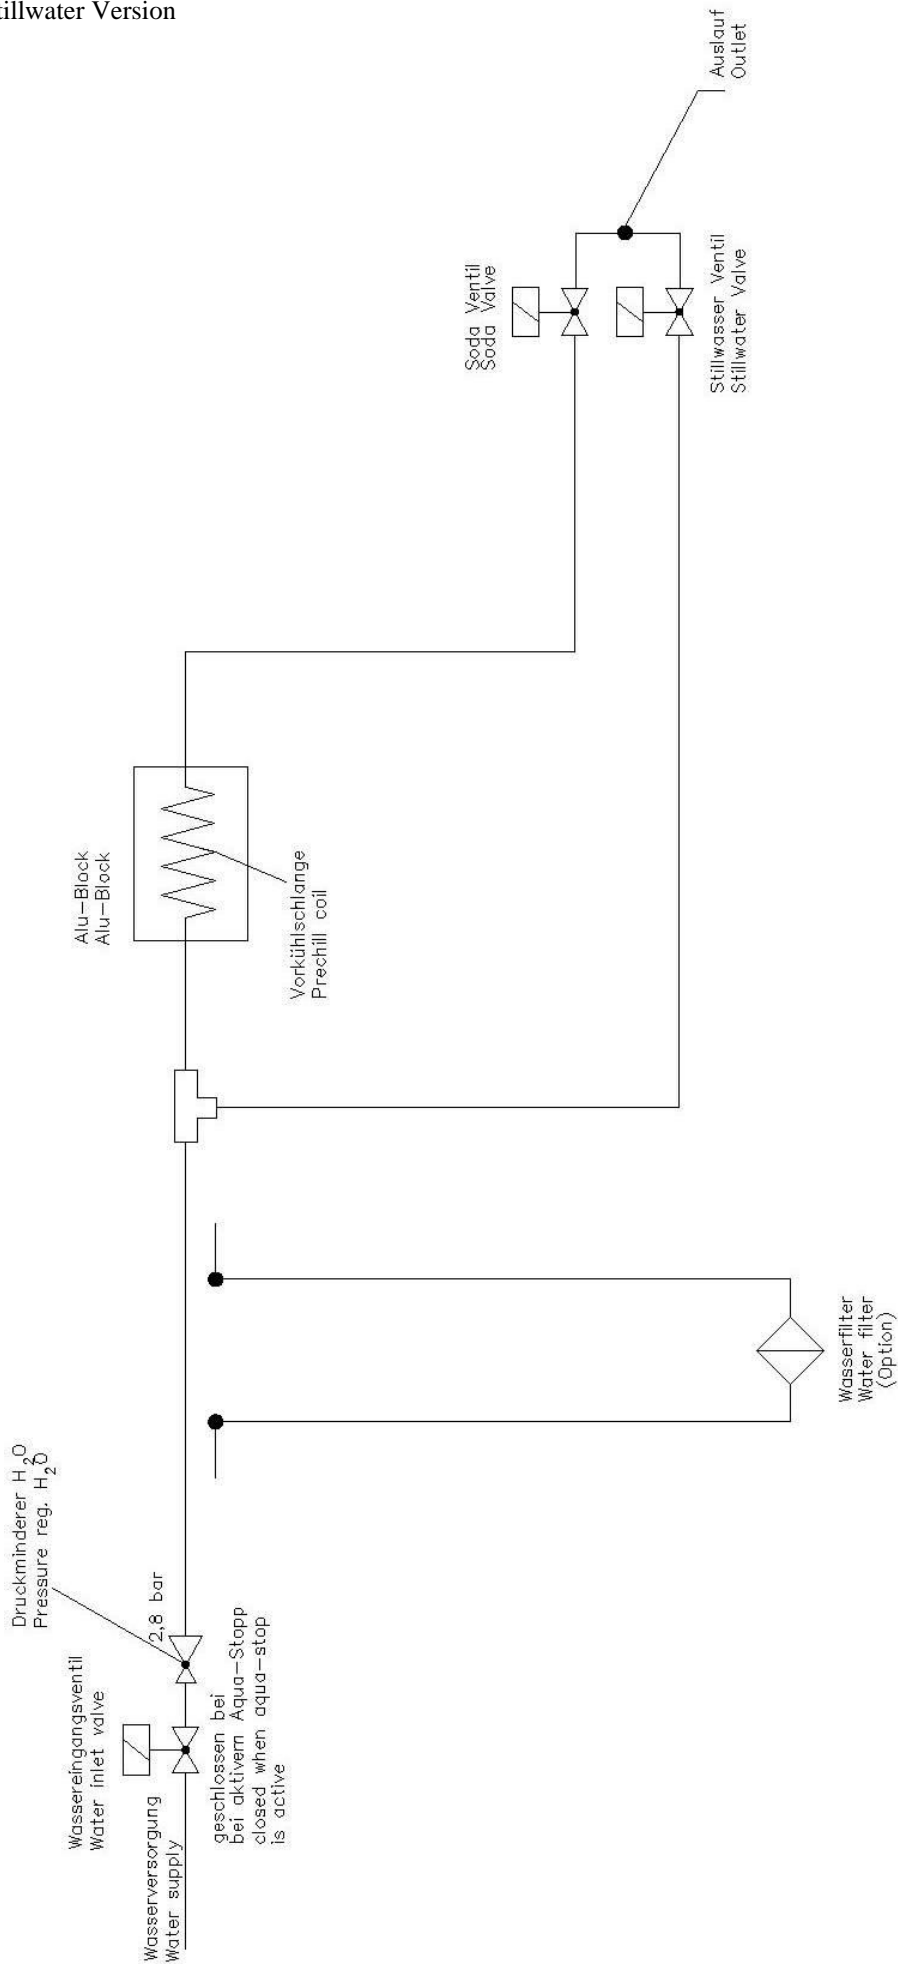 tillwater Version
Wasserversorgung
Water supply
Wassereingangsventil
Water inlet valve
geschlossen bei
bei aktivem Aqua-Stopp
closed when aqua-stop
is active
2,8 bar
Druckminderer H₂O
Pressure reg. H₂O
Wasserfilter
Water filter
(Option)
Alu-Block
Alu-Block
Vorkühlschlange
Prechill coil
Soda Ventil
Soda Valve
Stillwasser Ventil
Stillwater Valve
Auslauf
Outlet